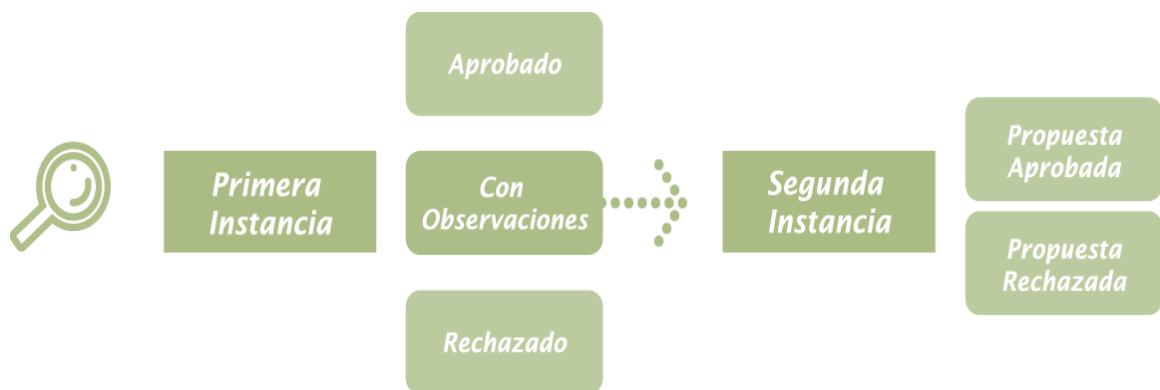 Primera
Instancia
Aprobado
Con
Observaciones
Rechazado
Segunda
Instancia
Propuesta
Aprobada
Propuesta
Rechazada